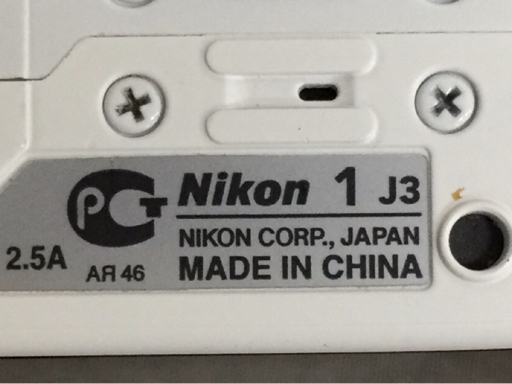 PCT Nikon 1 J3
NIKON CORP., JAPAN
2.5A АЯ 46 MADE IN CHINA